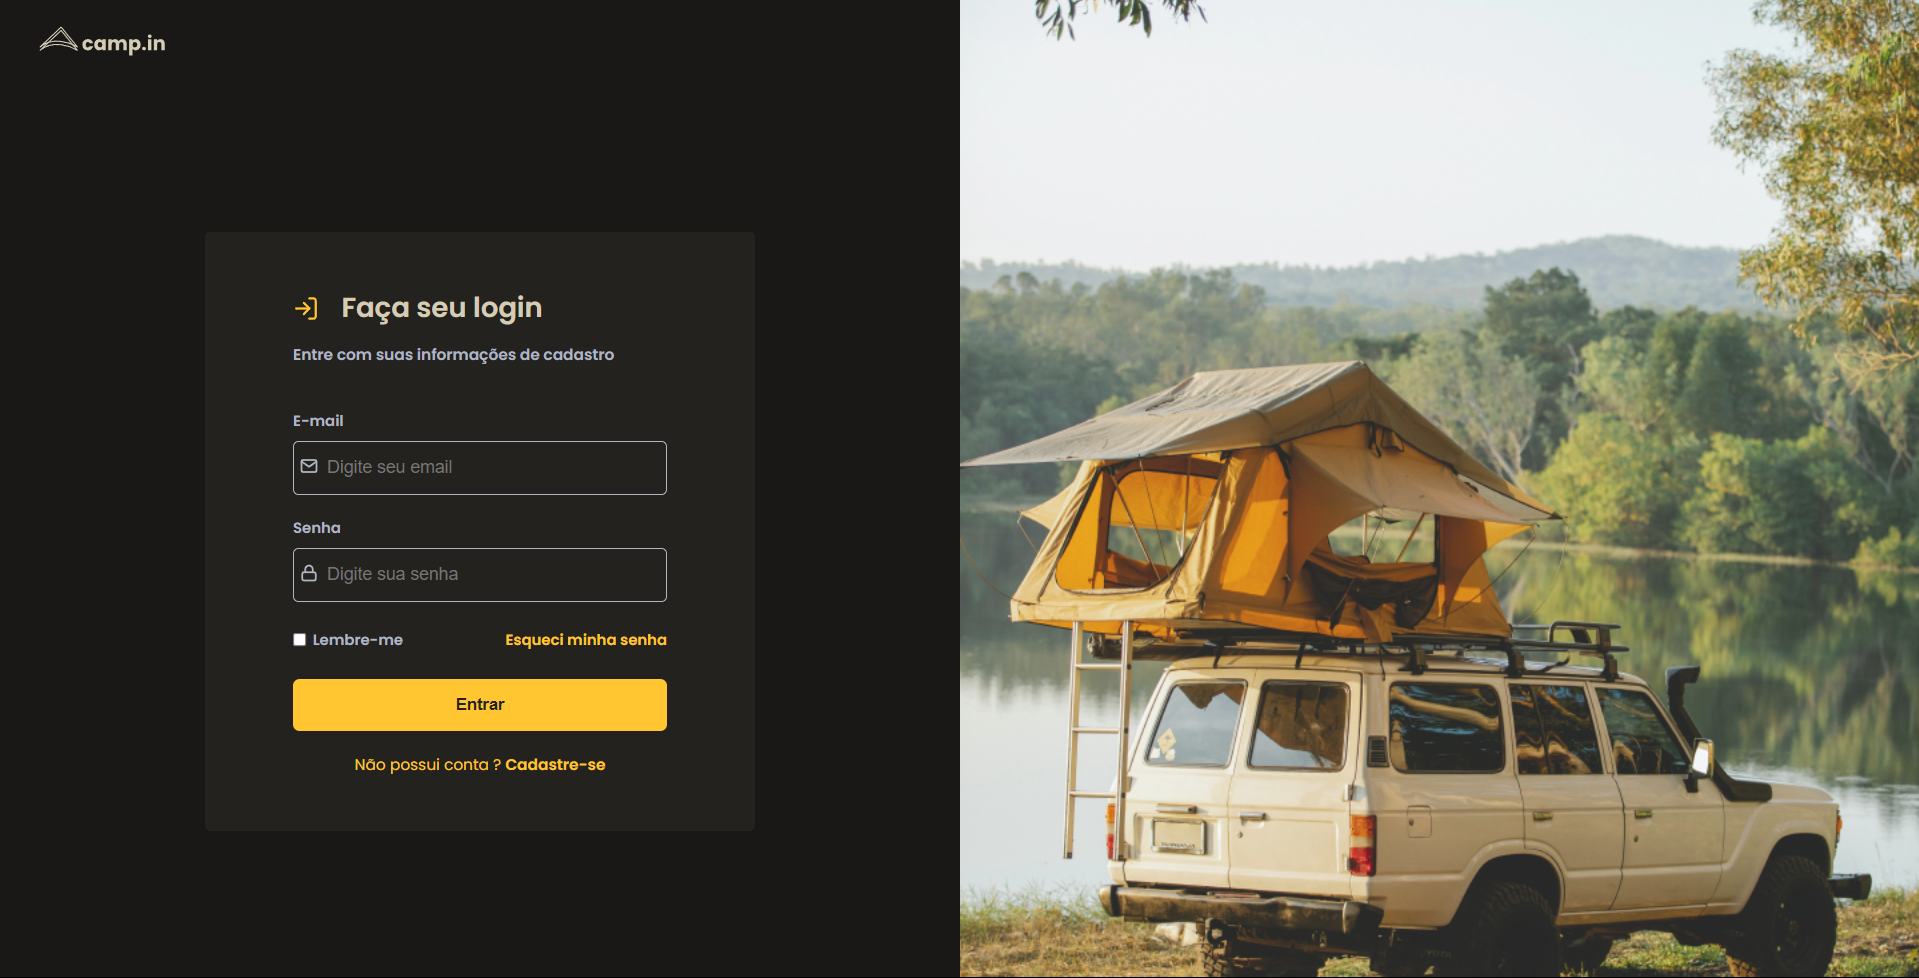 camp.in
Faça seu login
Entre com suas informações de cadastro
E-mail
Digite seu email
Senha
Digite sua senha
Lembre-me
Esqueci minha senha
Entrar
Não possui conta ? Cadastre-se